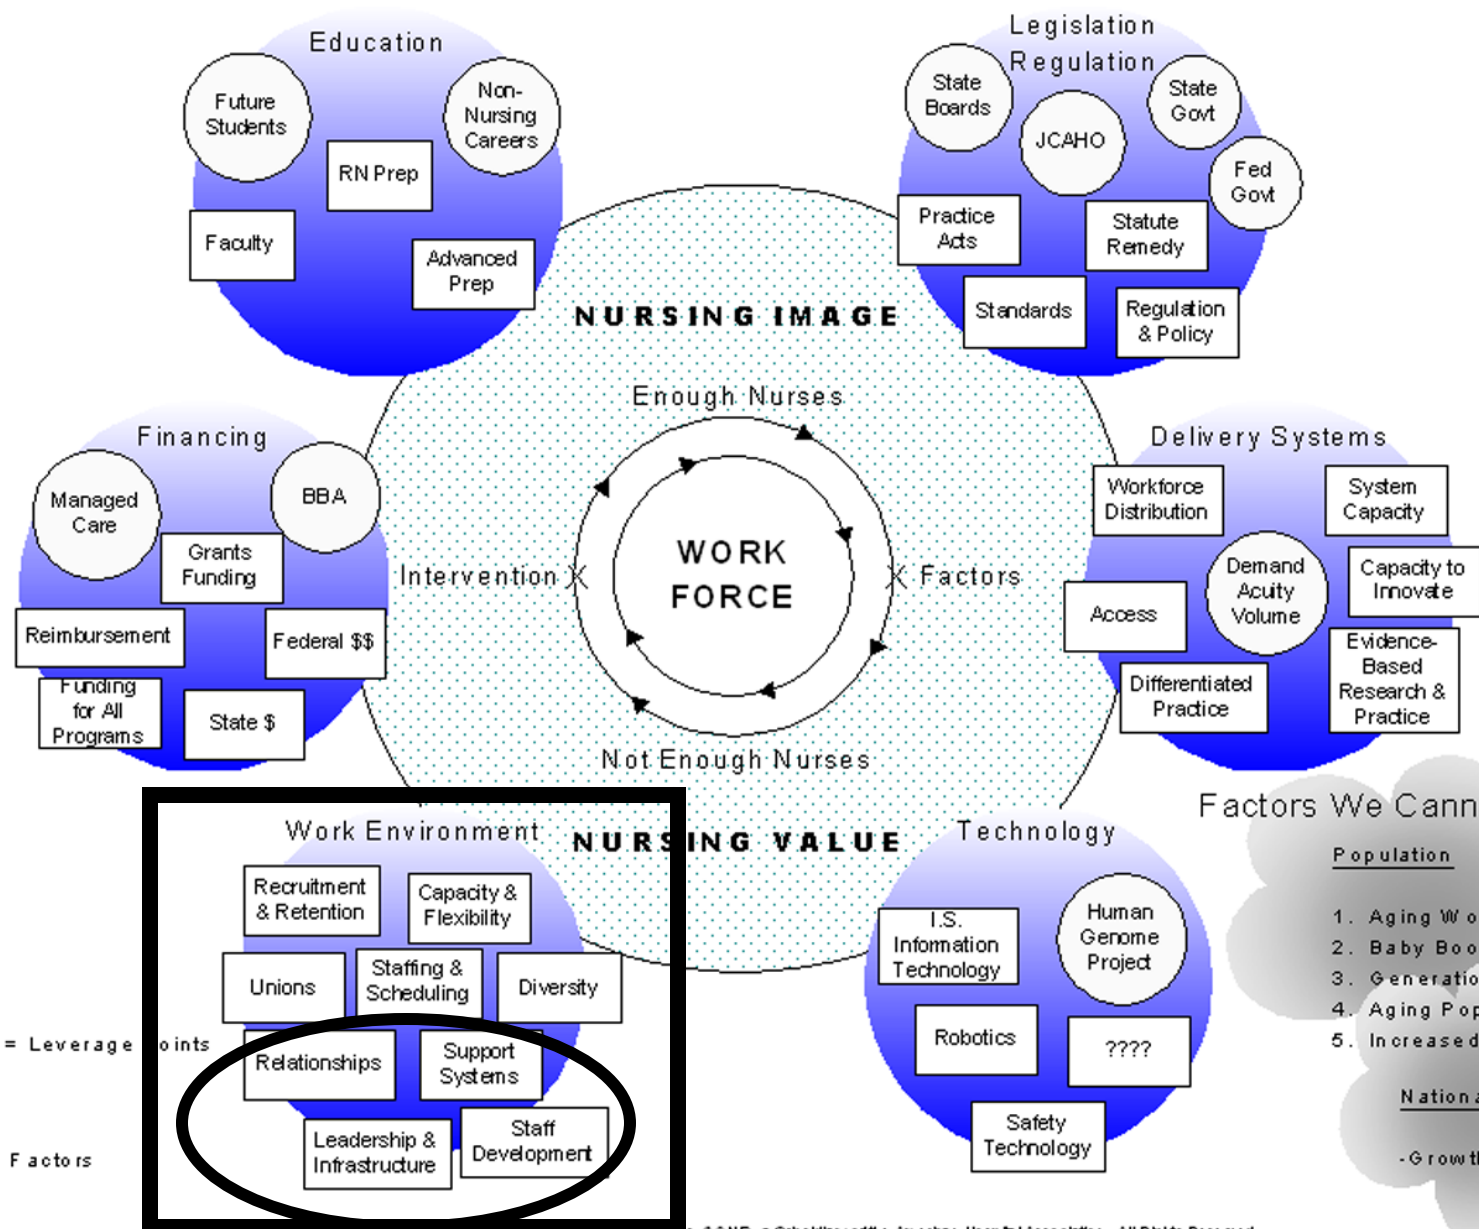 Education
Future
Students
Non-
Nursing
Careers
RN Prep
Faculty
Advanced
Prep
Legislation
Regulation
State
Boards
JCAHO
State
Govt
Fed
Govt
Practice
Acts
Statute
Remedy
Standards
Regulation
& Policy
NURSING IMAGE
Enough Nurses
Intervention
WORK
FORCE
Factors
Not Enough Nurses
NURSING VALUE
Financing
Managed
Care
BBA
Grants
Funding
Reimbursement
Federal $$
Funding
for All
Programs
State $
Delivery Systems
Workforce
Distribution
System
Capacity
Demand
Acuity
Volume
Capacity to
Innovate
Access
Evidence-
Based
Research &
Practice
Differentiated
Practice
Work Environment
Recruitment
& Retention
Capacity &
Flexibility
Unions
Staffing &
Scheduling
Diversity
Relationships
Support
Systems
Leadership &
Infrastructure
Staff
Development
= Leverage oints
Factors
Technology
I.S.
Information
Technology
Human
Genome
Project
Robotics
????
Safety
Technology
Factors We Cann
Population
1. Aging Wo
2. Baby Boo
3. Generatio
4. Aging Pop
5. Increased
Nationa
-Growth
All Rights Reserved